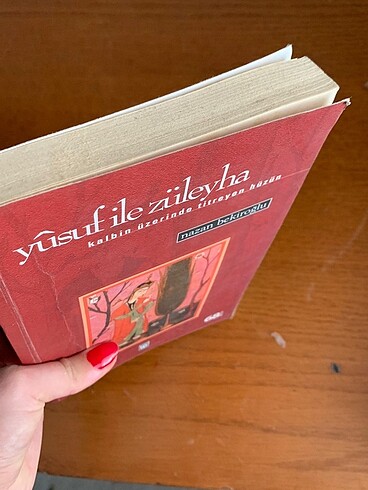 yûsuf ile züleyha
kalbin üzerinde titreyen hüzün
nazan bekiroğlu